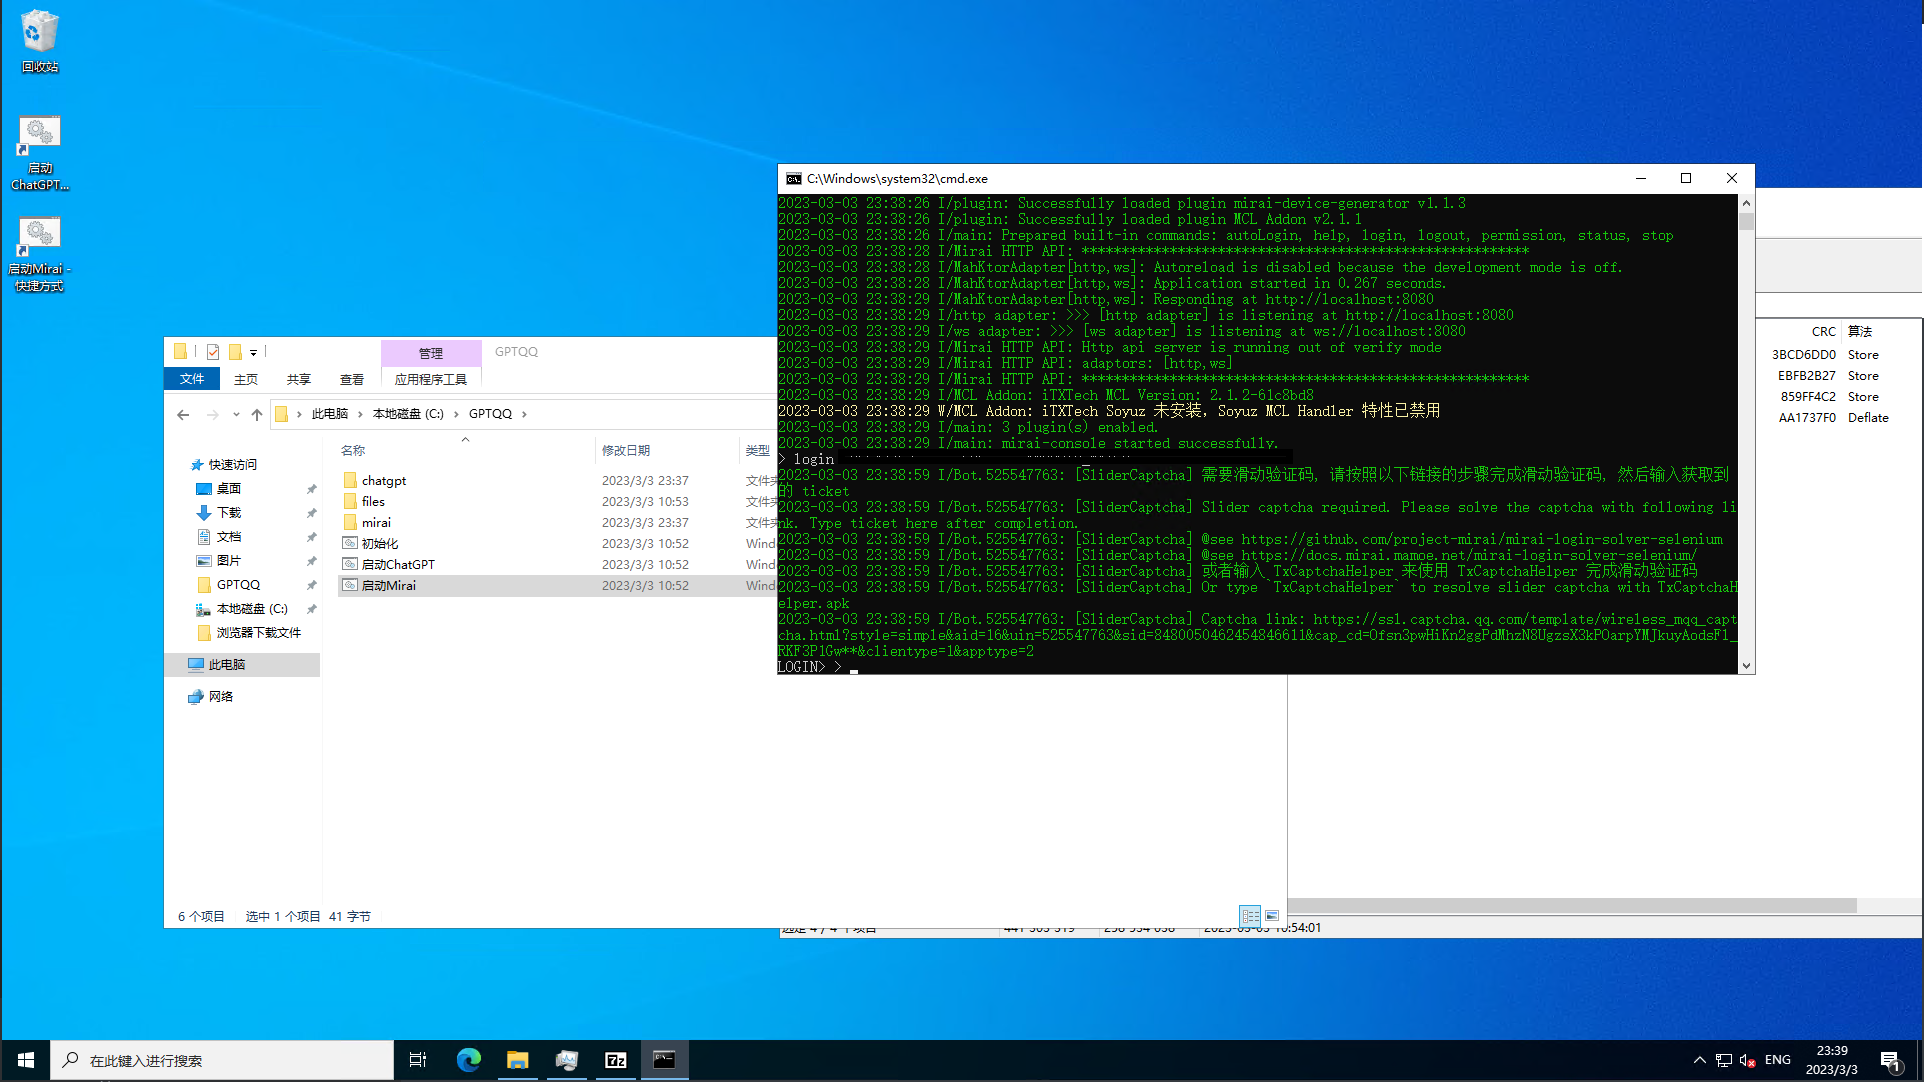 回收站
启动
ChatGPT...
启动Mirai -
快捷方式
管理
GPTQQ
文件
主页
共享
查看
应用程序工具
此电脑
本地磁盘 (C:)
GPTQQ
名称
修改日期
类型
快速访问
桌面
下载
文档
图片
GPTQQ
本地磁盘 (C:)
浏览器下载文件
此电脑
网络
chatgpt 2023/3/3 23:37 文件夹
files 2023/3/3 10:53 文件夹
mirai 2023/3/3 23:37 文件夹
初始化 2023/3/3 10:52 Wind
启动ChatGPT 2023/3/3 10:52 Wind
启动Mirai 2023/3/3 10:52 Wind
6 个项目 选中 1 个项目 41 字节
C:\Windows\system32\cmd.exe
2023-03-03 23:38:26 I/plugin: Successfully loaded plugin mirai-device-generator v1.1.3
2023-03-03 23:38:26 I/plugin: Successfully loaded plugin MCL Addon v2.1.1
2023-03-03 23:38:26 I/main: Prepared built-in commands: autoLogin, help, login, logout, permission, status, stop
2023-03-03 23:38:28 I/Mirai HTTP API: ********************************************************
2023-03-03 23:38:28 I/MahKtorAdapter[http,ws]: Autoreload is disabled because the development mode is off.
2023-03-03 23:38:28 I/MahKtorAdapter[http,ws]: Application started in 0.267 seconds.
2023-03-03 23:38:29 I/MahKtorAdapter[http,ws]: Responding at http://localhost:8080
2023-03-03 23:38:29 I/http adapter: >>> [http adapter] is listening at http://localhost:8080
2023-03-03 23:38:29 I/ws adapter: >>> [ws adapter] is listening at ws://localhost:8080
2023-03-03 23:38:29 I/Mirai HTTP API: Http api server is running out of verify mode
2023-03-03 23:38:29 I/Mirai HTTP API: adaptors: [http,ws]
2023-03-03 23:38:29 I/Mirai HTTP API: ********************************************************
2023-03-03 23:38:29 I/MCL Addon: iTXTech MCL Version: 2.1.2-61c8bd8
2023-03-03 23:38:29 W/MCL Addon: iTXTech Soyuz 未安装，Soyuz MCL Handler 特性已禁用
2023-03-03 23:38:29 I/main: 3 plugin(s) enabled.
2023-03-03 23:38:29 I/main: mirai-console started successfully.
> login
2023-03-03 23:38:59 I/Bot.525547763: [SliderCaptcha] 需要滑动验证码, 请按照以下链接的步骤完成滑动验证码, 然后输入获取到
的 ticket
2023-03-03 23:38:59 I/Bot.525547763: [SliderCaptcha] Slider captcha required. Please solve the captcha with following li
nk. Type ticket here after completion.
2023-03-03 23:38:59 I/Bot.525547763: [SliderCaptcha] @see https://github.com/project-mirai/mirai-login-solver-selenium
2023-03-03 23:38:59 I/Bot.525547763: [SliderCaptcha] @see https://docs.mirai.mamoe.net/mirai-login-solver-selenium/
2023-03-03 23:38:59 I/Bot.525547763: [SliderCaptcha] 或者输入 `TxCaptchaHelper`来使用 TxCaptchaHelper 完成滑动验证码
2023-03-03 23:38:59 I/Bot.525547763: [SliderCaptcha] Or type `TxCaptchaHelper` to resolve slider captcha with TxCaptchaH
elper.apk
2023-03-03 23:38:59 I/Bot.525547763: [SliderCaptcha] Captcha link: https://ssl.captcha.qq.com/template/wireless_mqq_capt
cha.html?style=simple&aid=16&uin=525547763&sid=8480050462454846611&cap_cd=Ofsn3pwHiKn2ggPdMhzN8UgzsX3kPOarpYMJkuyAodsFl_
RKF3P1Gw**&clientype=1&apptype=2
LOGIN> >
CRC 算法
3BCD6DD0 Store
EBFB2B27 Store
859FF4C2 Store
AA1737F0 Deflate
在此键入进行搜索
ENG
23:39
2023/3/3
1